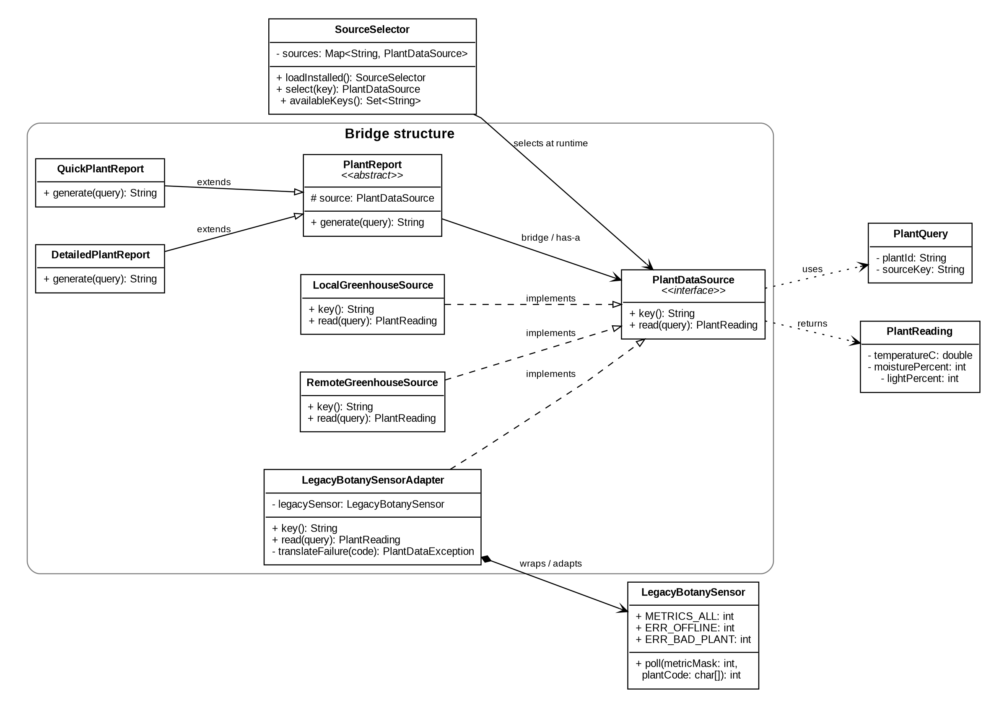 SourceSelector
- sources: Map<String, PlantDataSource>
+ loadInstalled(): SourceSelector
+ select(key): PlantDataSource
+ availableKeys(): Set<String>
Bridge structure
selects at runtime
QuickPlantReport
+ generate(query): String
extends
PlantReport
<<abstract>>
# source: PlantDataSource
+ generate(query): String
DetailedPlantReport
+ generate(query): String
extends
bridge / has-a
LocalGreenhouseSource
+ key(): String
+ read(query): PlantReading
implements
PlantDataSource
<<interface>>
+ key(): String
+ read(query): PlantReading
uses
PlantQuery
- plantId: String
- sourceKey: String
returns
PlantReading
- temperatureC: double
- moisturePercent: int
- lightPercent: int
implements
RemoteGreenhouseSource
+ key(): String
+ read(query): PlantReading
implements
LegacyBotanySensorAdapter
- legacySensor: LegacyBotanySensor
+ key(): String
+ read(query): PlantReading
- translateFailure(code): PlantDataException
wraps / adapts
LegacyBotanySensor
+ METRICS_ALL: int
+ ERR_OFFLINE: int
+ ERR_BAD_PLANT: int
+ poll(metricMask: int,
plantCode: char[]): int